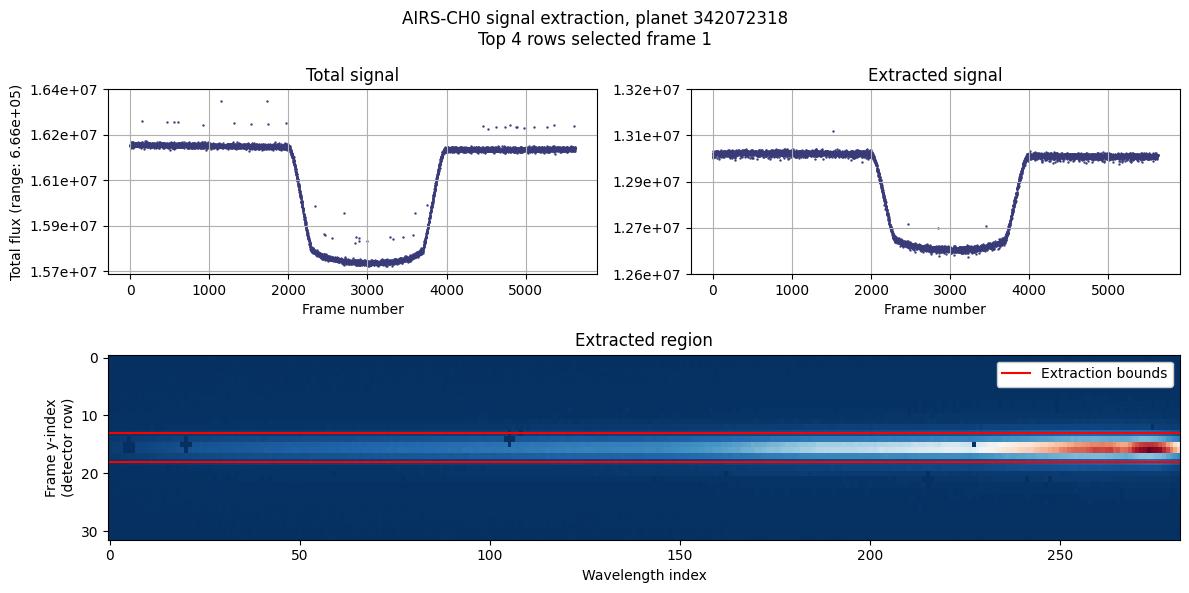 AIRS-CH0 signal extraction, planet 342072318
Top 4 rows selected frame 1
Total signal
Total flux (range: 6.66e+05)
1.64e+07
1.62e+07
1.61e+07
1.59e+07
1.57e+07
0 1000 2000 3000 4000 5000
Frame number
Extracted signal
1.32e+07
1.31e+07
1.29e+07
1.27e+07
1.26e+07
0 1000 2000 3000 4000 5000
Frame number
Extracted region
Extraction bounds
Frame y-index
(detector row)
0
10
20
30
0 50 100 150 200 250
Wavelength index